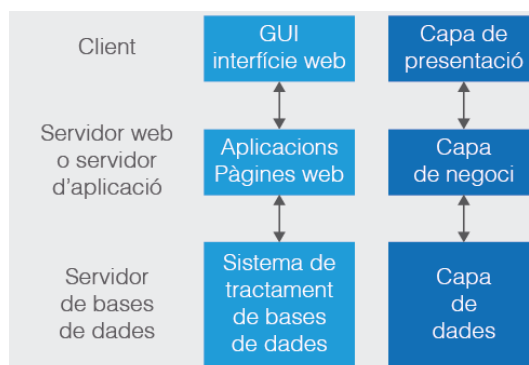 Client
GUI
interfície web
Capa de
presentació
Servidor web
o servidor
d'aplicació
Aplicacions
Pàgines web
Capa
de negoci
Servidor
de bases
de dades
Sistema de
tractament
de bases
de dades
Capa
de
dades